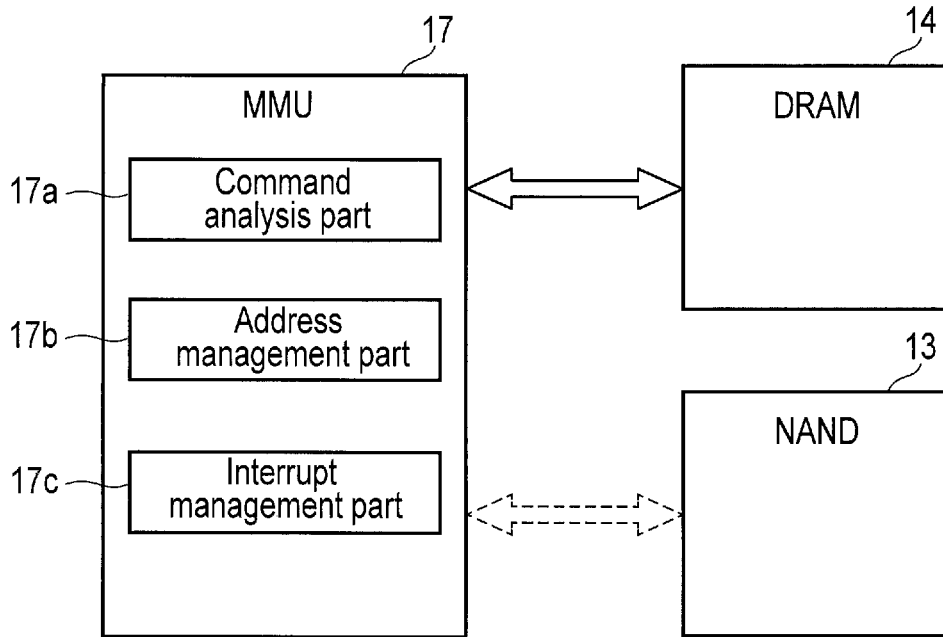 17
MMU
17a
Command
analysis part
17b
Address
management part
17c
Interrupt
management part
14
DRAM
13
NAND